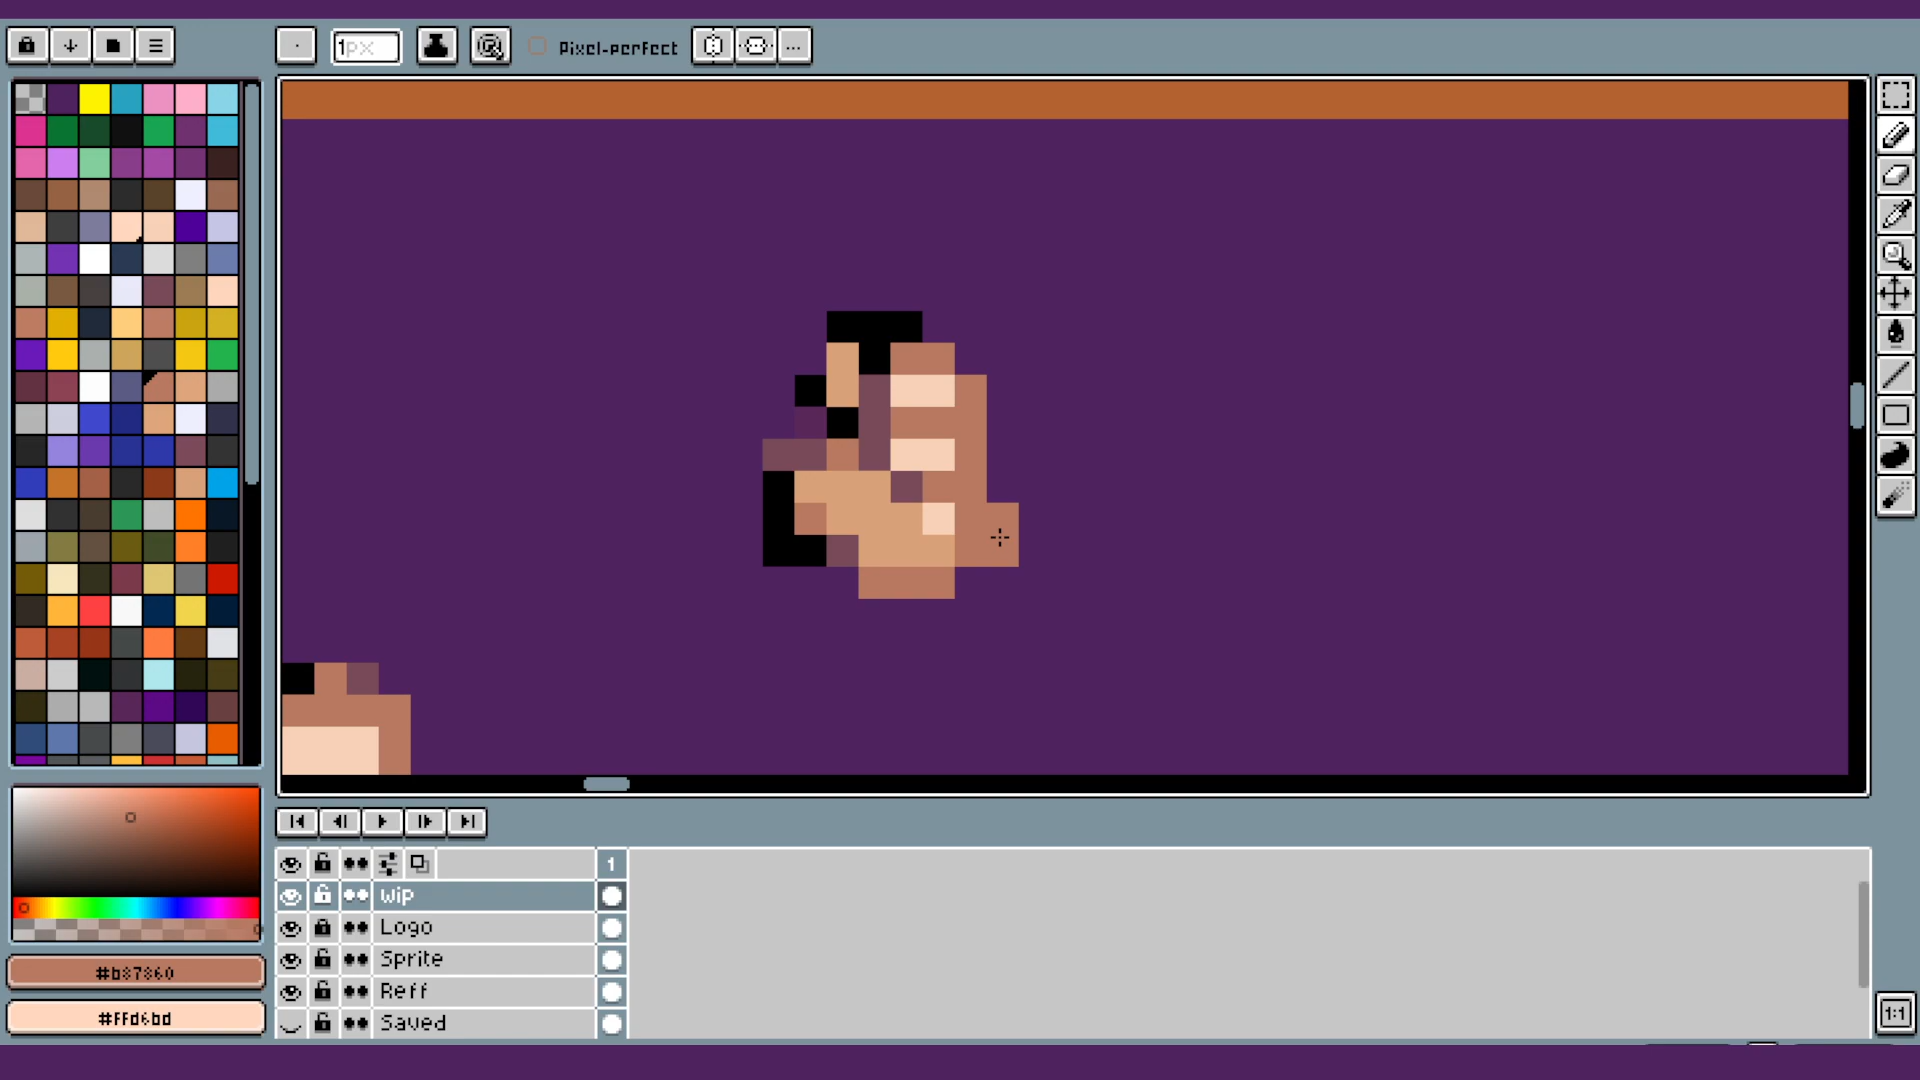 1px
Pixel-perfect
...
1
wip
Logo
Sprite
Reff
Saved
#b87860
#ffd6bd
1:1